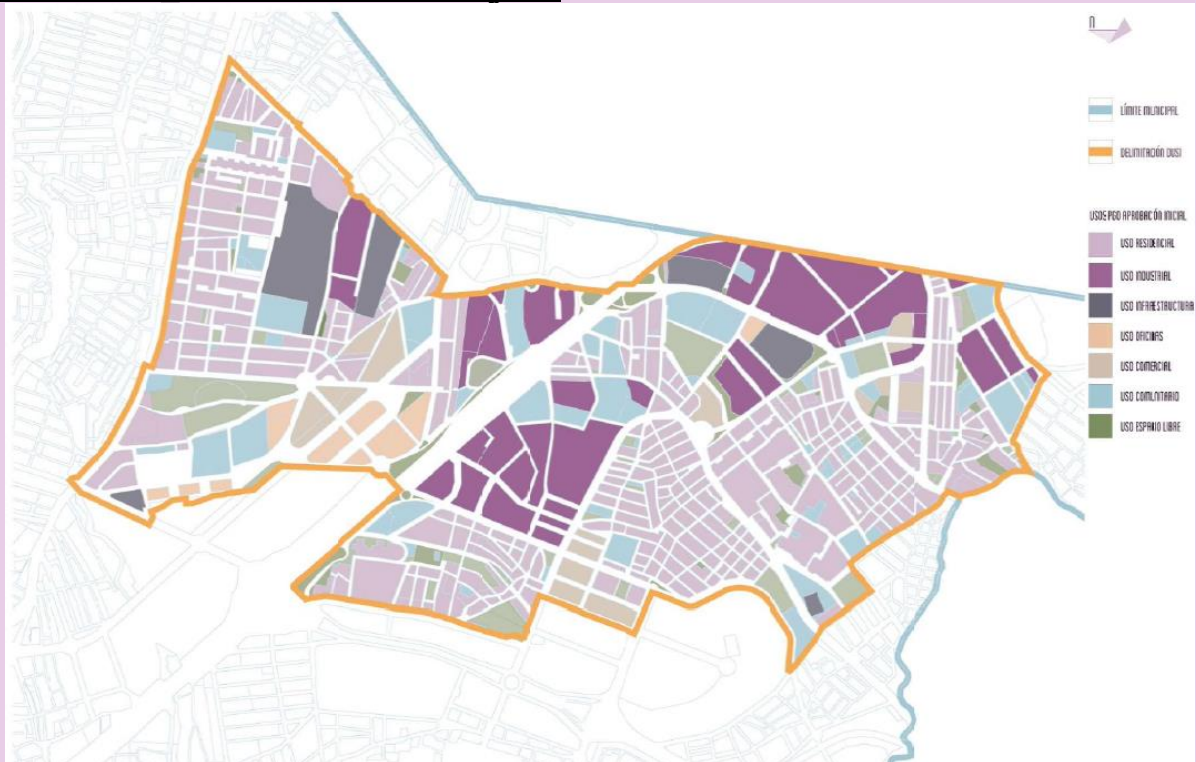 N
LÍMITE MUNICIPAL
DELIMITACIÓN DUSI
USOS PGO APROBACIÓN INICIAL
USO RESIDENCIAL
USO INDUSTRIAL
USO INFRAESTRUCTURA
USO OFICINAS
USO COMERCIAL
USO COMUNITARIO
USO ESPACIO LIBRE